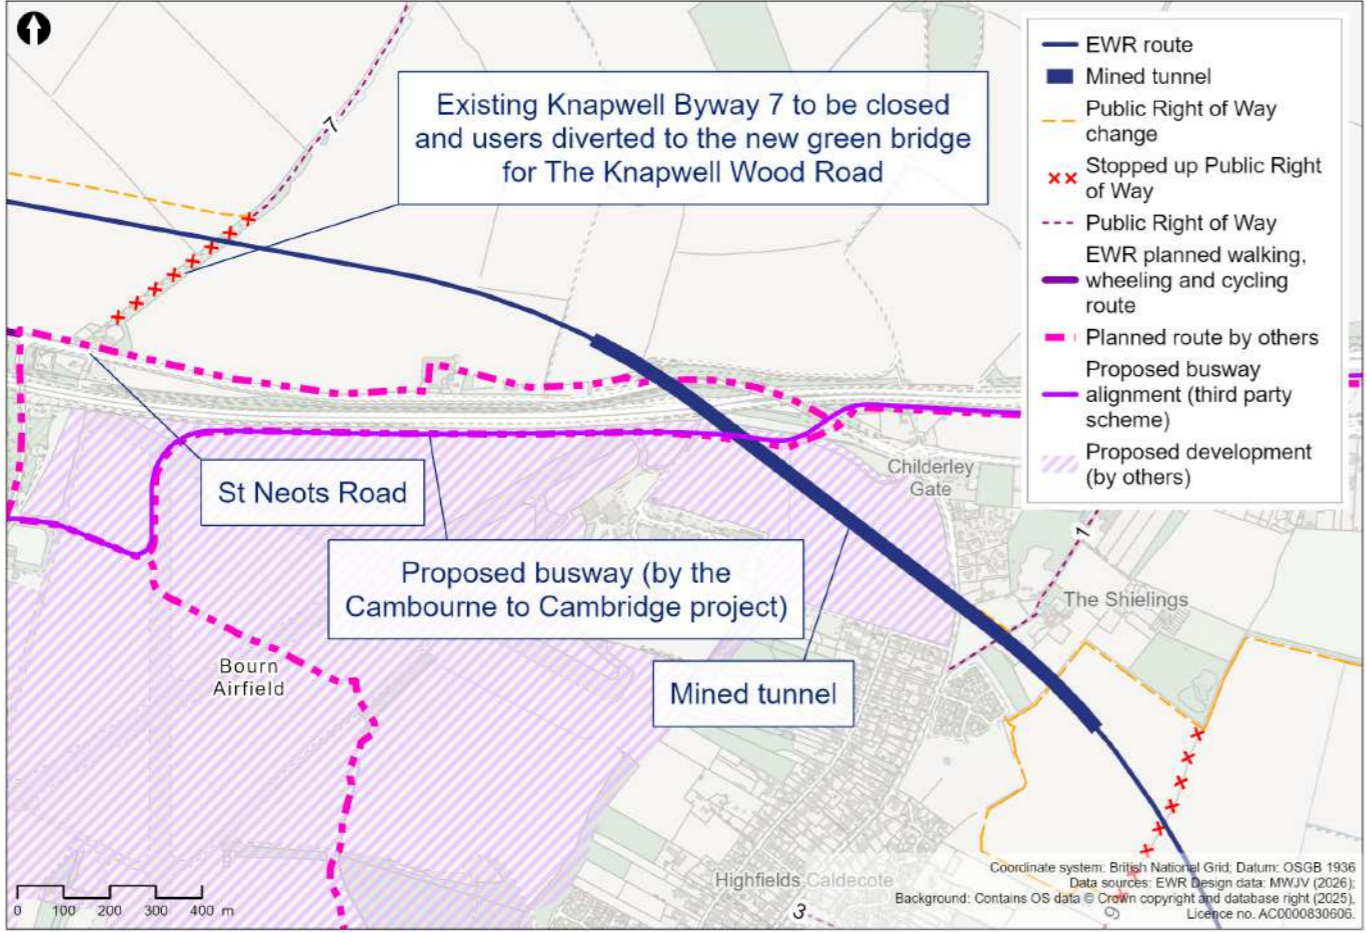 EWR route
Mined tunnel
Public Right of Way
change
Stopped up Public Right
of Way
Public Right of Way
EWR planned walking,
wheeling and cycling
route
Planned route by others
Proposed busway
alignment (third party
scheme)
Proposed development
(by others)
7
Existing Knapwell Byway 7 to be closed
and users diverted to the new green bridge
for The Knapwell Wood Road
St Neots Road
Childerley
Gate
1
Proposed busway (by the
Cambourne to Cambridge project)
The Shielings
Bourn
Airfield
Mined tunnel
Highfields Caldecote
3
9
0 100 200 300 400 m
Coordinate system: British National Grid; Datum: OSGB 1936
Data sources: EWR Design data: MWJV (2026);
Background: Contains OS data © Crown copyright and database right (2025),
Licence no. AC0000830606.